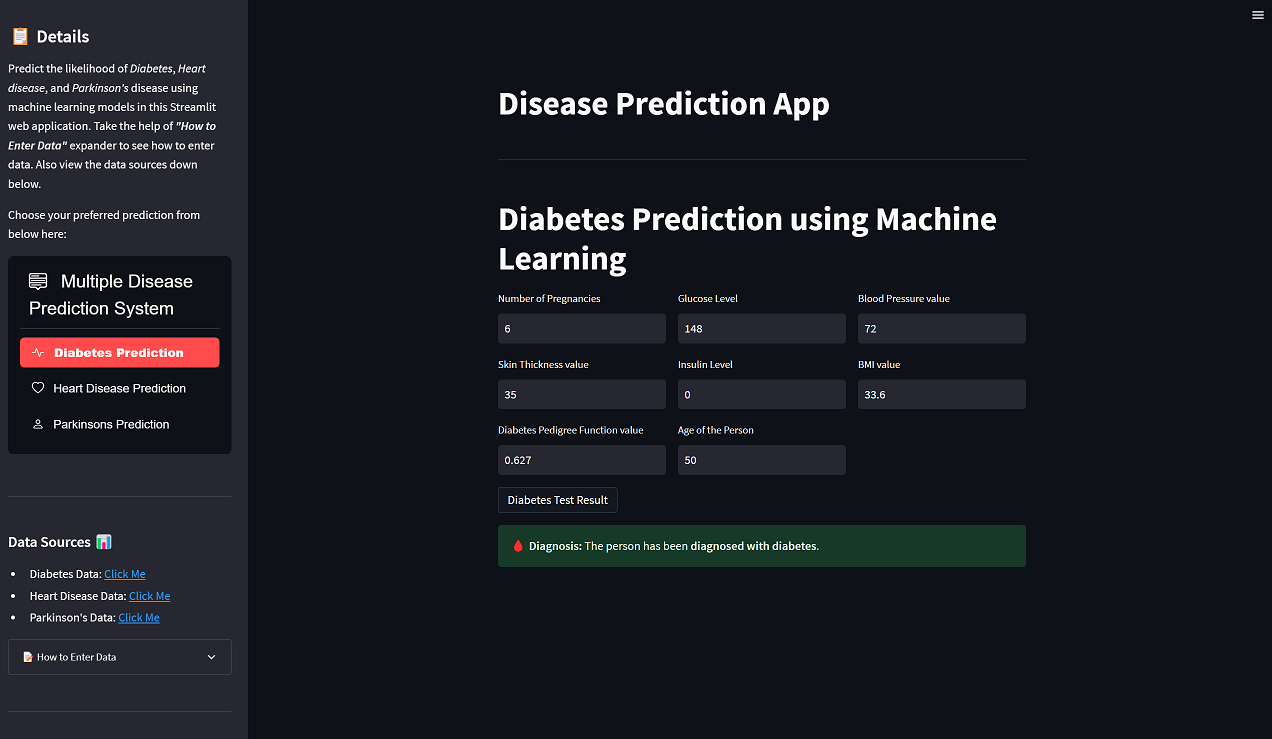 Details
Predict the likelihood of Diabetes, Heart
disease, and Parkinson's disease using
machine learning models in this Streamlit
web application. Take the help of "How to
Enter Data" expander to see how to enter
data. Also view the data sources down
below.
Choose your preferred prediction from
below here:
Multiple Disease
Prediction System
Diabetes Prediction
Heart Disease Prediction
Parkinsons Prediction
Data Sources
Diabetes Data: Click Me
Heart Disease Data: Click Me
Parkinson's Data: Click Me
How to Enter Data
Disease Prediction App
Diabetes Prediction using Machine
Learning
Number of Pregnancies Glucose Level Blood Pressure value
6 148 72
Skin Thickness value Insulin Level BMI value
35 0 33.6
Diabetes Pedigree Function value Age of the Person
0.627 50
Diabetes Test Result
Diagnosis: The person has been diagnosed with diabetes.